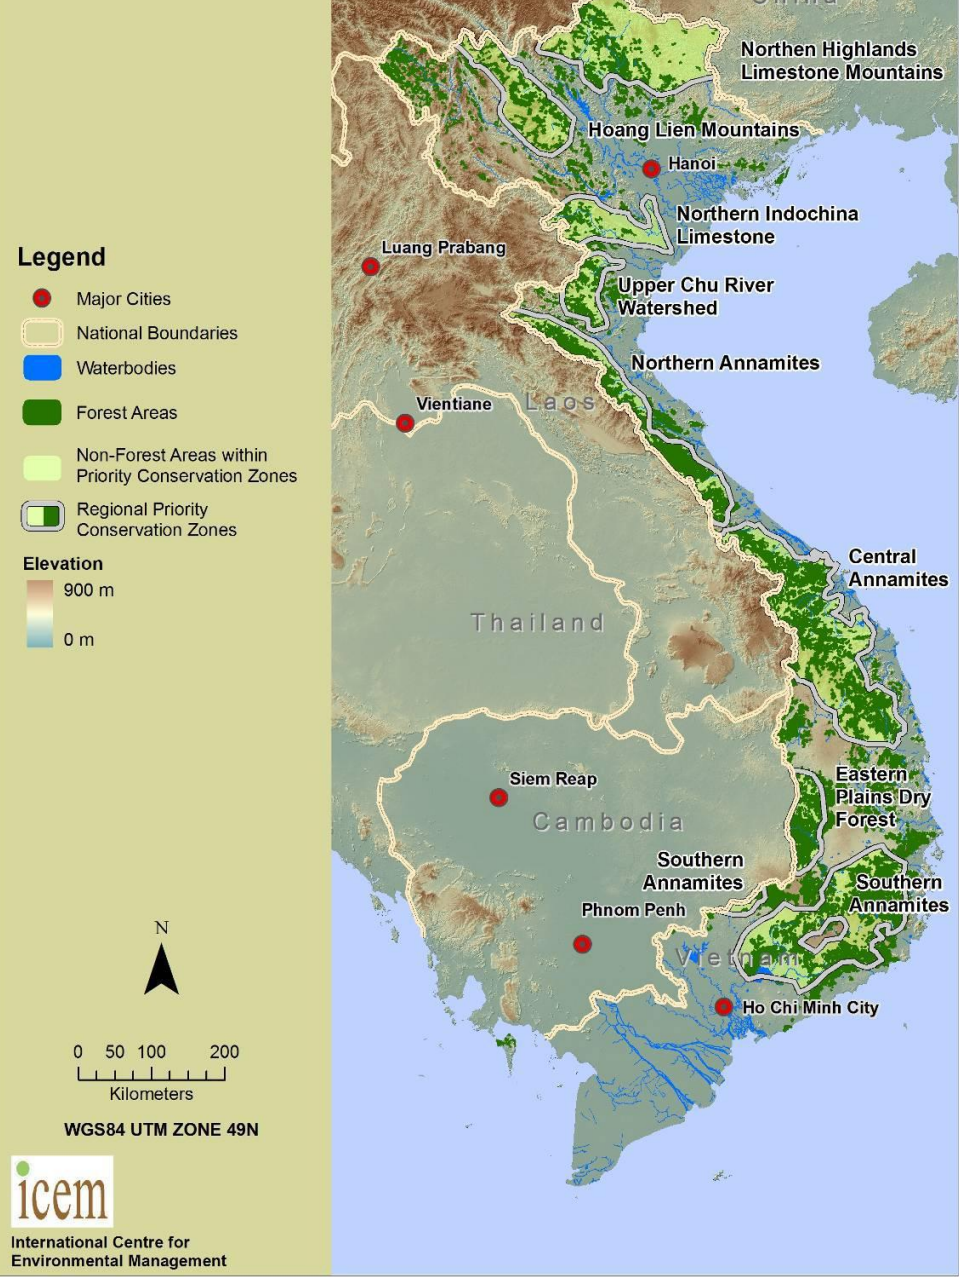 China
Northen Highlands
Limestone Mountains
Hoang Lien Mountains
Hanoi
Northern Indochina
Limestone
Luang Prabang
Upper Chu River
Watershed
Northern Annamites
Vientiane
Laos
Central
Annamites
Thailand
Siem Reap
Cambodia
Eastern
Plains Dry
Forest
Southern
Annamites
Southern
Annamites
Phnom Penh
Vietnam
Ho Chi Minh City
Legend
Major Cities
National Boundaries
Waterbodies
Forest Areas
Non-Forest Areas within
Priority Conservation Zones
Regional Priority
Conservation Zones
Elevation
900 m
0 m
N
0 50 100 200
Kilometers
WGS84 UTM ZONE 49N
icem
International Centre for
Environmental Management